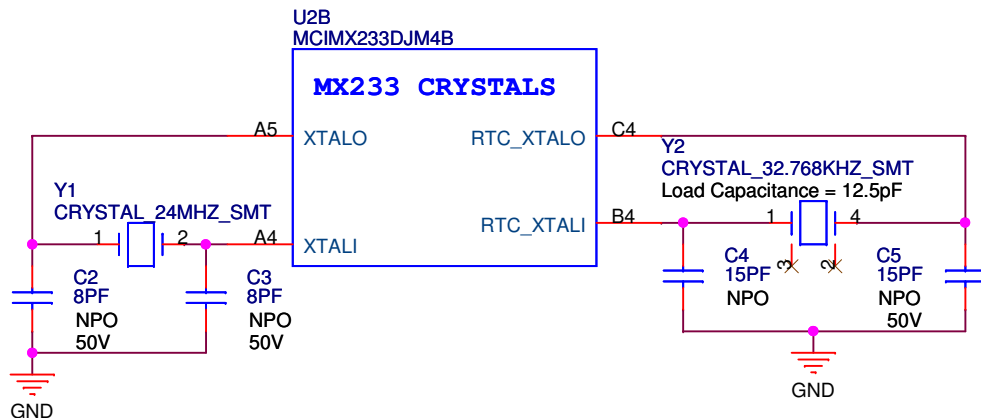 U2B
MCIMX233DJM4B
MX233 CRYSTALS
A5
XTALO
RTC_XTALO
C4
Y1
CRYSTAL_24MHZ_SMT
1
2
A4
XTALI
RTC_XTALI
B4
Y2
CRYSTAL_32.768KHZ_SMT
Load Capacitance = 12.5pF
1
4
3
2
C2
8PF
NPO
50V
C3
8PF
NPO
50V
C4
15PF
NPO
C5
15PF
NPO
50V
GND
GND